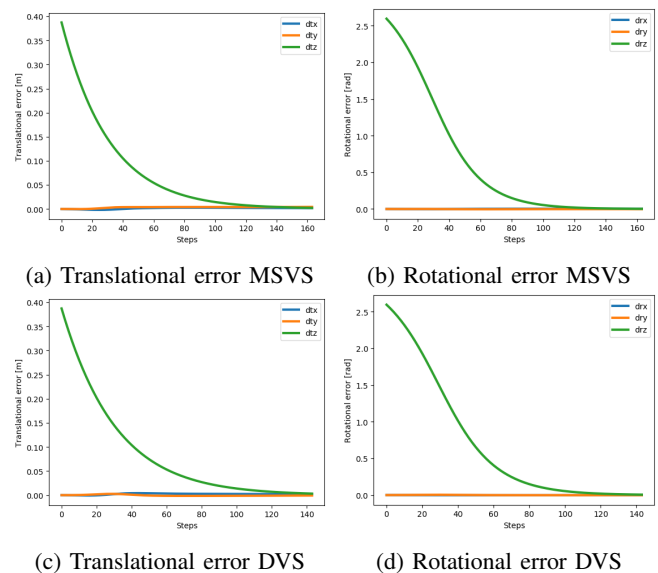 0.40
0.35
0.30
0.25
0.20
0.15
0.10
0.05
0.00
Translational error [m]
0 20 40 60 80 100 120 140 160
Steps
dtx
dty
dtz
2.5
2.0
1.5
1.0
0.5
0.0
Rotational error [rad]
0 20 40 60 80 100 120 140 160
Steps
drx
dry
drz
(a) Translational error MSVS
(b) Rotational error MSVS
0.40
0.35
0.30
0.25
0.20
0.15
0.10
0.05
0.00
Translational error [m]
0 20 40 60 80 100 120 140
Steps
dtx
dty
dtz
2.5
2.0
1.5
1.0
0.5
0.0
Rotational error [rad]
0 20 40 60 80 100 120 140
Steps
drx
dry
drz
(c) Translational error DVS
(d) Rotational error DVS